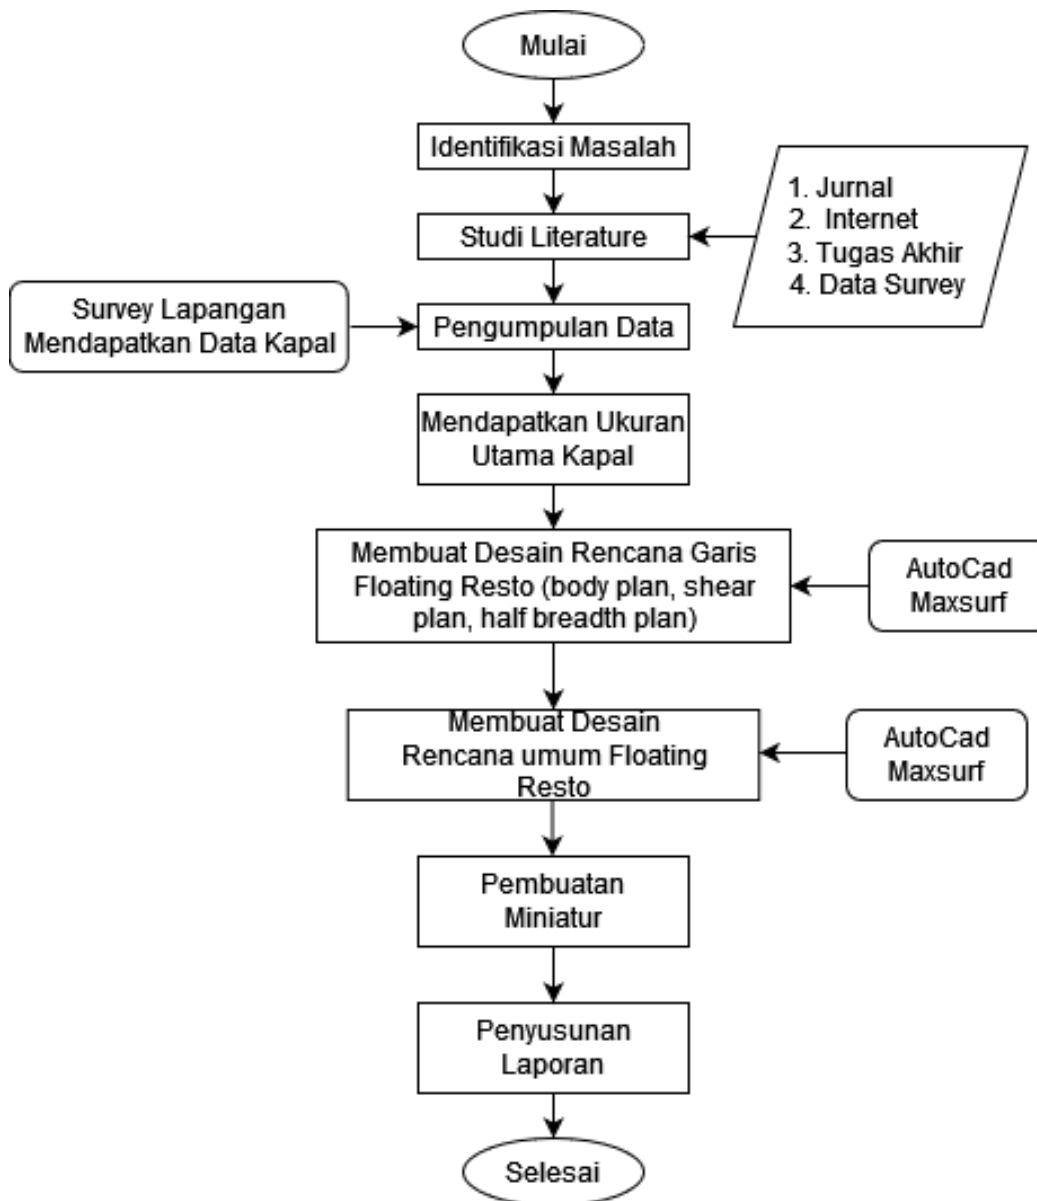 Mulai
Identifikasi Masalah
1. Jurnal
2. Internet
3. Tugas Akhir
4. Data Survey
Studi Literature
Survey Lapangan
Mendapatkan Data Kapal
Pengumpulan Data
Mendapatkan Ukuran
Utama Kapal
Membuat Desain Rencana Garis
Floating Resto (body plan, shear
plan, half breadth plan)
AutoCad
Maxsurf
Membuat Desain
Rencana umum Floating
Resto
AutoCad
Maxsurf
Pembuatan
Miniatur
Penyusunan
Laporan
Selesai